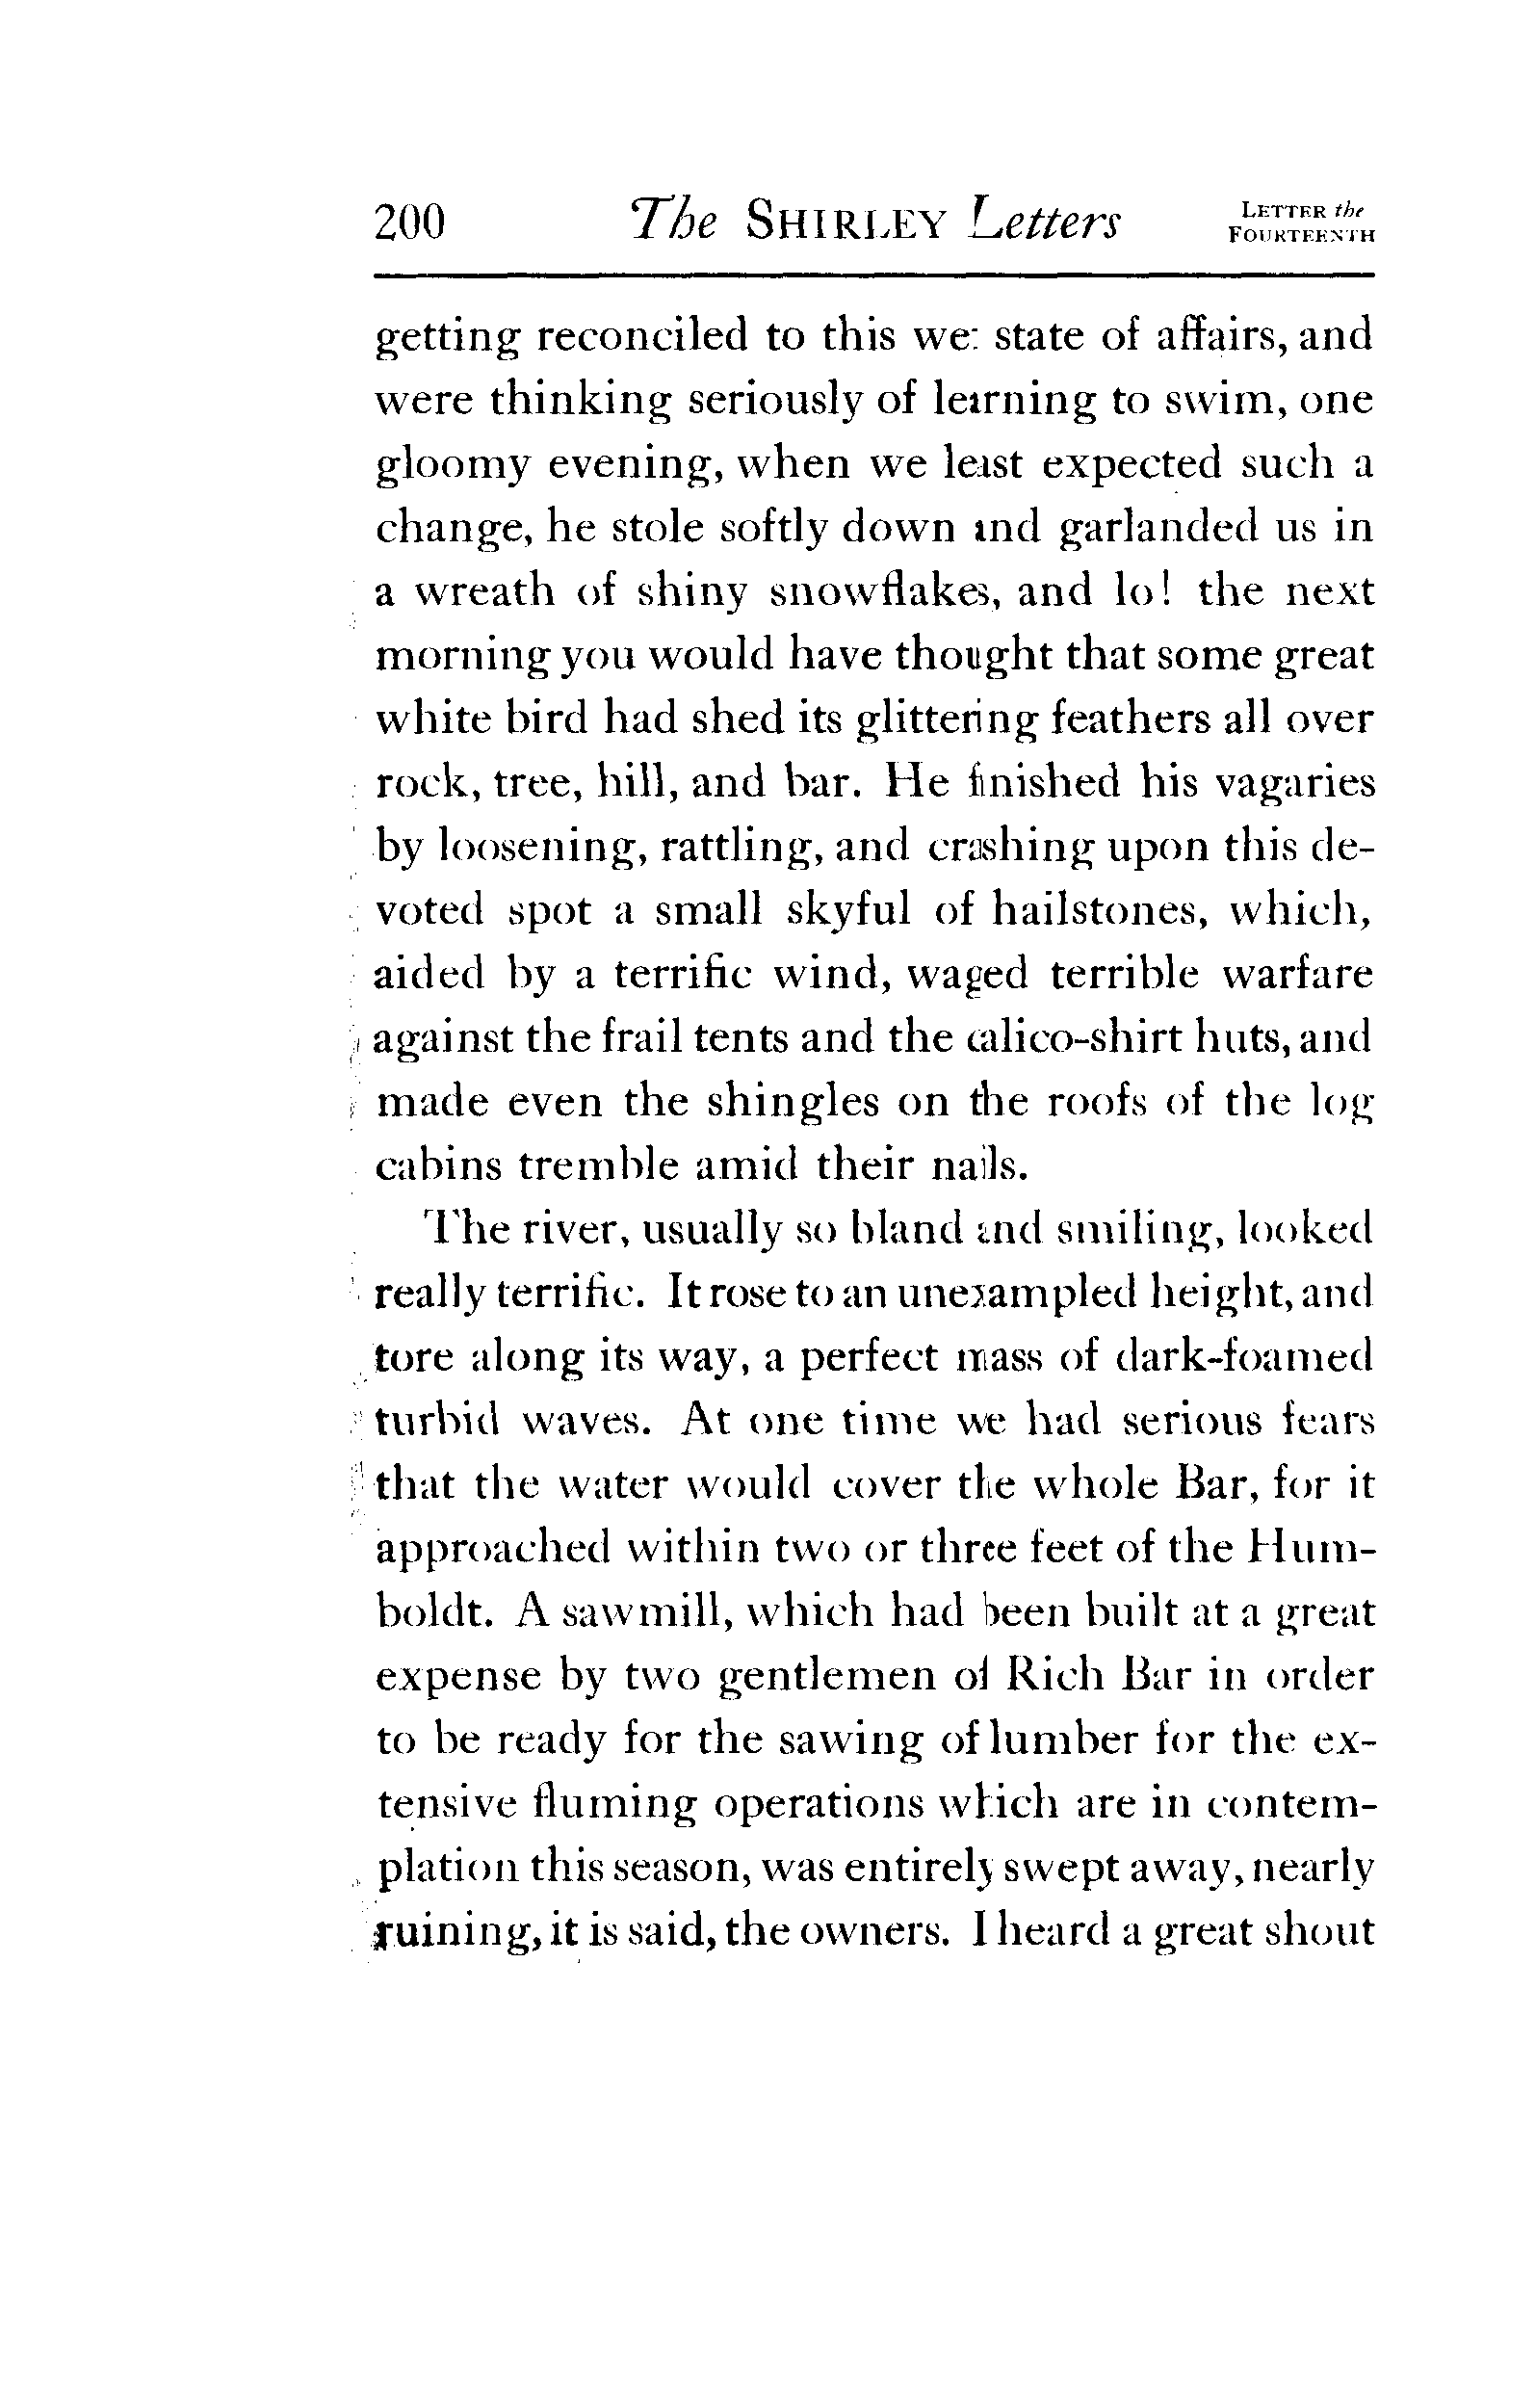 200 The SHIRLEY Letters LETTER the FOURTEENTH
getting reconciled to this wet state of affairs, and
were thinking seriously of learning to swim, one
gloomy evening, when we least expected such a
change, he stole softly down and garlanded us in
a wreath of shiny snowflakes, and lo! the next
morning you would have thought that some great
white bird had shed its glittering feathers all over
rock, tree, hill, and bar. He finished his vagaries
by loosening, rattling, and crashing upon this de-
voted spot a small skyful of hailstones, which,
aided by a terrific wind, waged terrible warfare
against the frail tents and the calico-shirt huts, and
made even the shingles on the roofs of the log
cabins tremble amid their nails.
The river, usually so bland and smiling, looked
really terrific. It rose to an unexampled height, and
tore along its way, a perfect mass of dark-foamed
turbid waves. At one time we had serious fears
that the water would cover the whole Bar, for it
approached within two or three feet of the Hum-
boldt. A sawmill, which had been built at a great
expense by two gentlemen of Rich Bar in order
to be ready for the sawing of lumber for the ex-
tensive fluming operations which are in contem-
plation this season, was entirely swept away, nearly
ruining, it is said, the owners. I heard a great shout